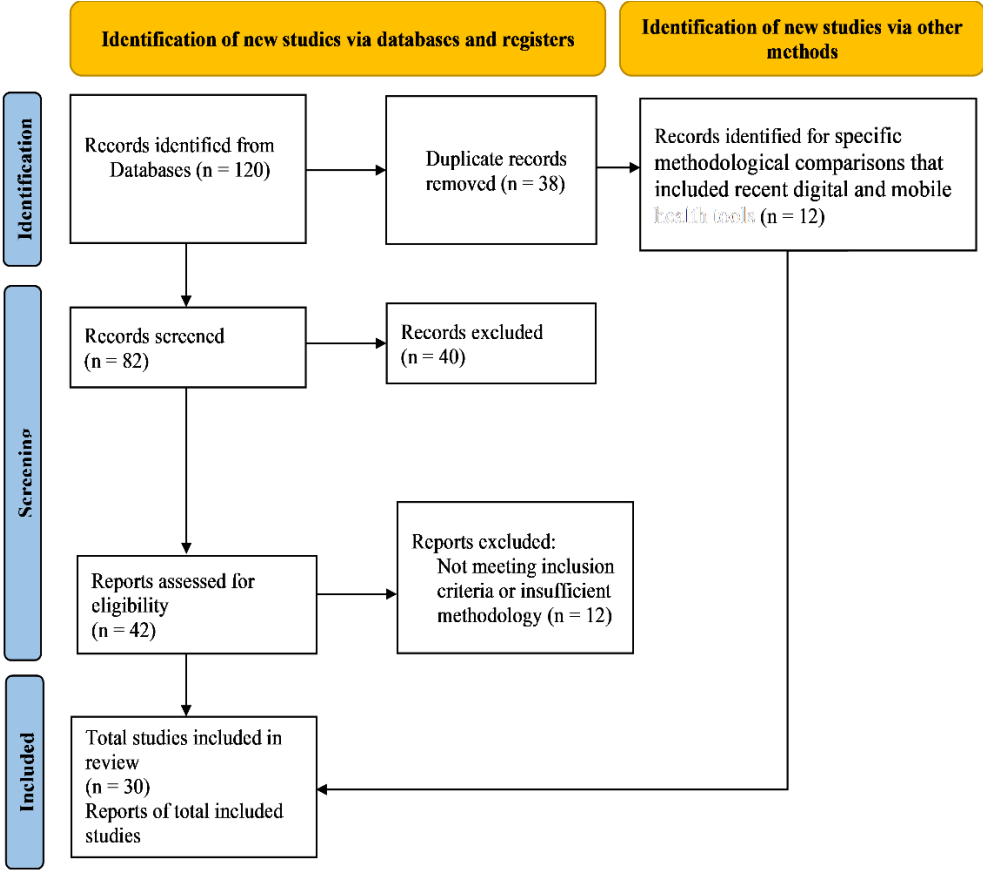 Identification of new studies via databases and registers
Identification of new studies via other
methods
Identification
Records identified from
Databases (n = 120)
Duplicate records
removed (n = 38)
Records identified for specific
methodological comparisons that
included recent digital and mobile
health tools (n = 12)
Screening
Records screened
(n = 82)
Records excluded
(n = 40)
Reports assessed for
eligibility
(n = 42)
Reports excluded:
Not meeting inclusion
criteria or insufficient
methodology (n = 12)
Included
Total studies included in
review
(n = 30)
Reports of total included
studies